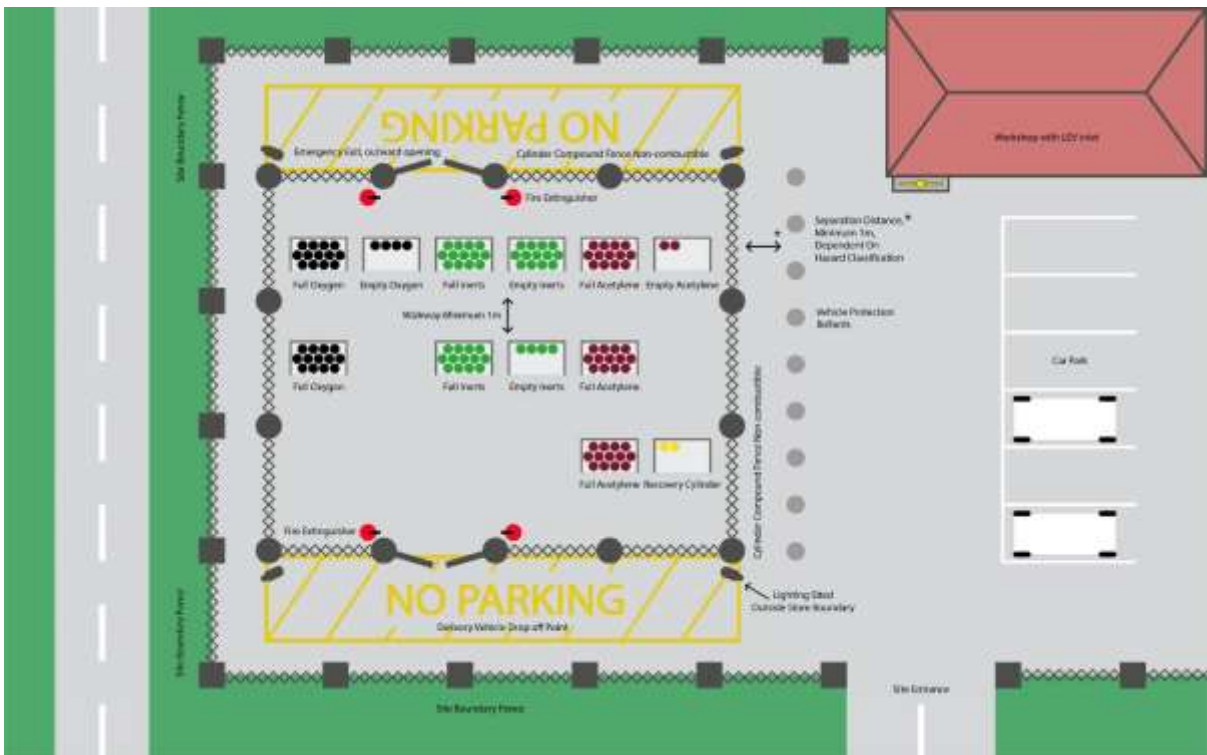 Site Boundary Fence
NO PARKING
Emergency Exit, outward opening
Cylinder Compound Fence Non-combustible
Fire Extinguisher
Workshop with LEV inlet
Separation Distance,*
Minimum 1m,
Dependent On
Hazard Classification
Full Oxygen
Empty Oxygen
Full Inerts
Empty Inerts
Full Acetylene
Empty Acetylene
Walkway Minimum 1m
Vehicle Protection
Bollards
Car Park
Full Oxygen
Full Inerts
Empty Inerts
Full Acetylene
Cylinder Compound Fence Non-combustible
Full Acetylene
Recovery Cylinder
Fire Extinguisher
NO PARKING
Delivery Vehicle Drop off Point
Lighting Sited
Outside Store Boundary
Site Boundary Fence
Site Boundary Fence
Site Entrance